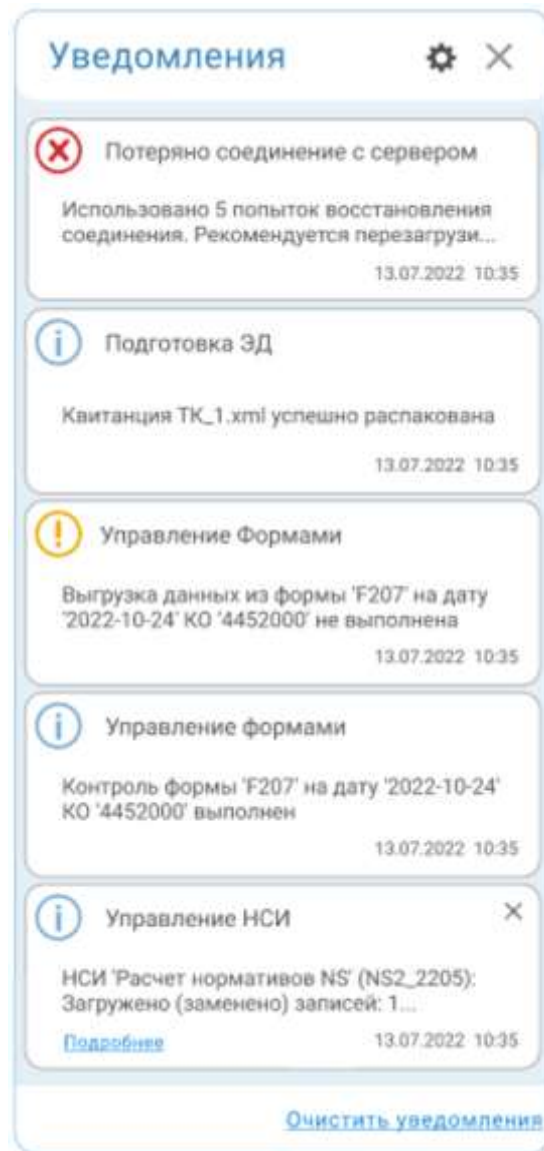 Уведомления
Потеряно соединение с сервером
Использовано 5 попыток восстановления
соединения. Рекомендуется перезагрузи...
13.07.2022 10:35
Подготовка ЭД
Квитанция ТК_1.xml успешно распакована
13.07.2022 10:35
Управление Формами
Выгрузка данных из формы 'F207' на дату
'2022-10-24' КО '4452000' не выполнена
13.07.2022 10:35
Управление формами
Контроль формы 'F207' на дату '2022-10-24'
КО '4452000' выполнен
13.07.2022 10:35
Управление НСИ
НСИ 'Расчет нормативов NS' (NS2_2205):
Загружено (заменено) записей: 1...
Подробнее 13.07.2022 10:35
Очистить уведомления